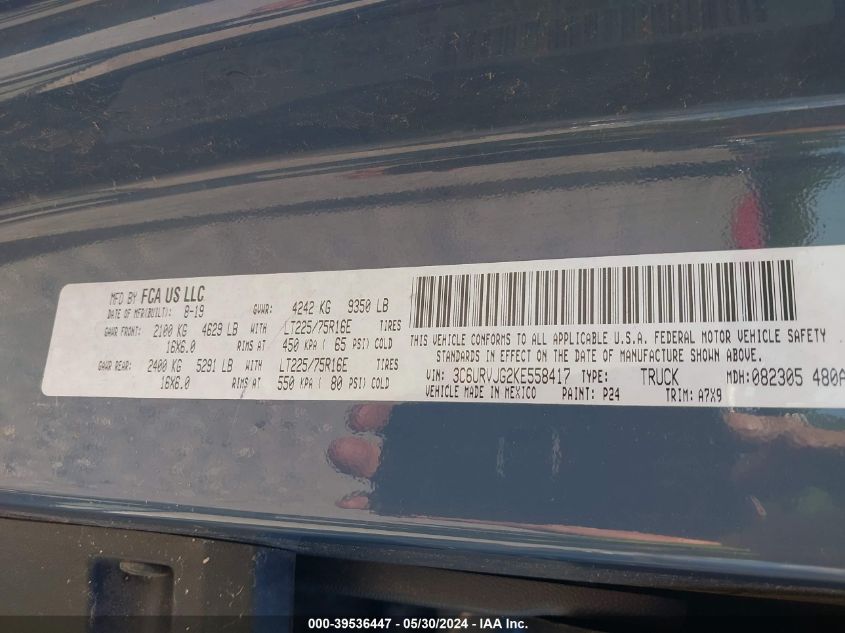 MFD BY FCA US LLC
DATE OF MFR(BUILT): 8-19 GVWR: 4242 KG 9350 LB
GAWR FRONT: 2100 KG 4629 LB WITH LT225/75R16E TIRES
16X6.0 RIMS AT 450 KPA ( 65 PSI) COLD
GAWR REAR: 2400 KG 5291 LB WITH LT225/75R16E TIRES
16X6.0 RIMS AT 550 KPA ( 80 PSI) COLD
THIS VEHICLE CONFORMS TO ALL APPLICABLE U.S.A. FEDERAL MOTOR VEHICLE SAFETY
STANDARDS IN EFFECT ON THE DATE OF MANUFACTURE SHOWN ABOVE.
VIN: 3C6URVJG2KE558417 TYPE: TRUCK MDH:082305 480A
VEHICLE MADE IN MEXICO PAINT: P24 TRIM: A7X9
000-39536447 - 05/30/2024 - IAA Inc.